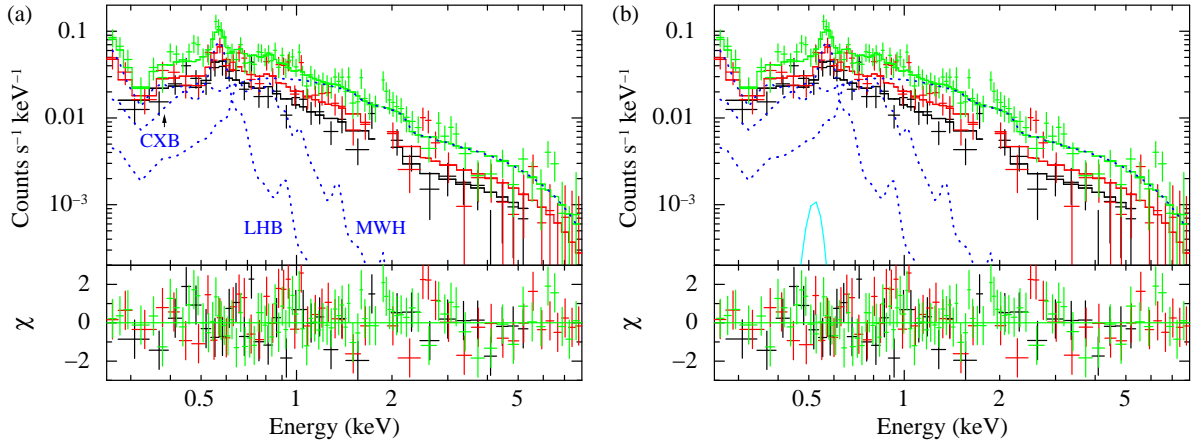 (a)
Counts s⁻¹ keV⁻¹
0.1
0.01
10⁻³
CXB
LHB
MWH
χ
2
0
−2
0.5
1
2
5
Energy (keV)
(b)
Counts s⁻¹ keV⁻¹
0.1
0.01
10⁻³
χ
2
0
−2
0.5
1
2
5
Energy (keV)